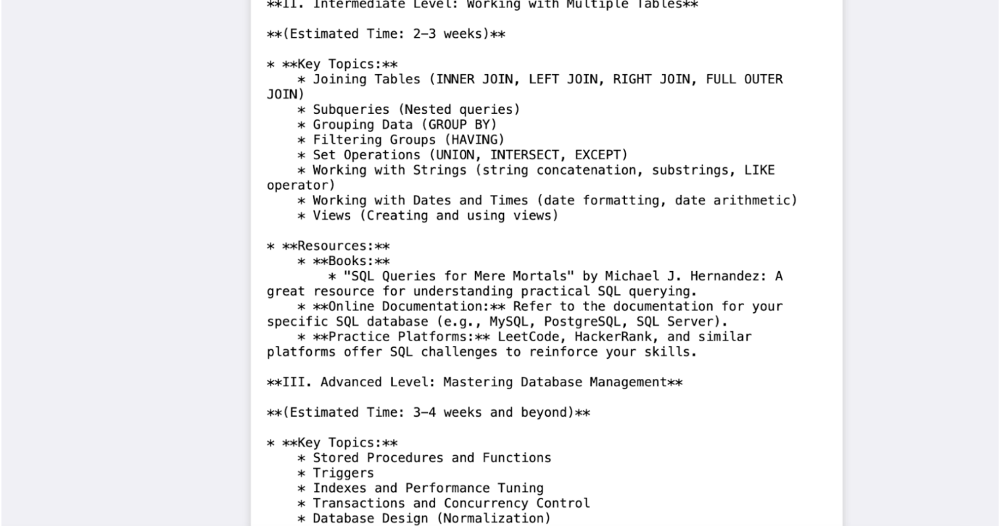 **II. Intermediate Level: Working with Multiple Tables**
**(Estimated Time: 2–3 weeks)**
* **Key Topics:**
    * Joining Tables (INNER JOIN, LEFT JOIN, RIGHT JOIN, FULL OUTER
JOIN)
    * Subqueries (Nested queries)
    * Grouping Data (GROUP BY)
    * Filtering Groups (HAVING)
    * Set Operations (UNION, INTERSECT, EXCEPT)
    * Working with Strings (string concatenation, substrings, LIKE
operator)
    * Working with Dates and Times (date formatting, date arithmetic)
    * Views (Creating and using views)
* **Resources:**
    * **Books:**
        * "SQL Queries for Mere Mortals" by Michael J. Hernandez: A
great resource for understanding practical SQL querying.
    * **Online Documentation:** Refer to the documentation for your
specific SQL database (e.g., MySQL, PostgreSQL, SQL Server).
    * **Practice Platforms:** LeetCode, HackerRank, and similar
platforms offer SQL challenges to reinforce your skills.
**III. Advanced Level: Mastering Database Management**
**(Estimated Time: 3–4 weeks and beyond)**
* **Key Topics:**
    * Stored Procedures and Functions
    * Triggers
    * Indexes and Performance Tuning
    * Transactions and Concurrency Control
    * Database Design (Normalization)